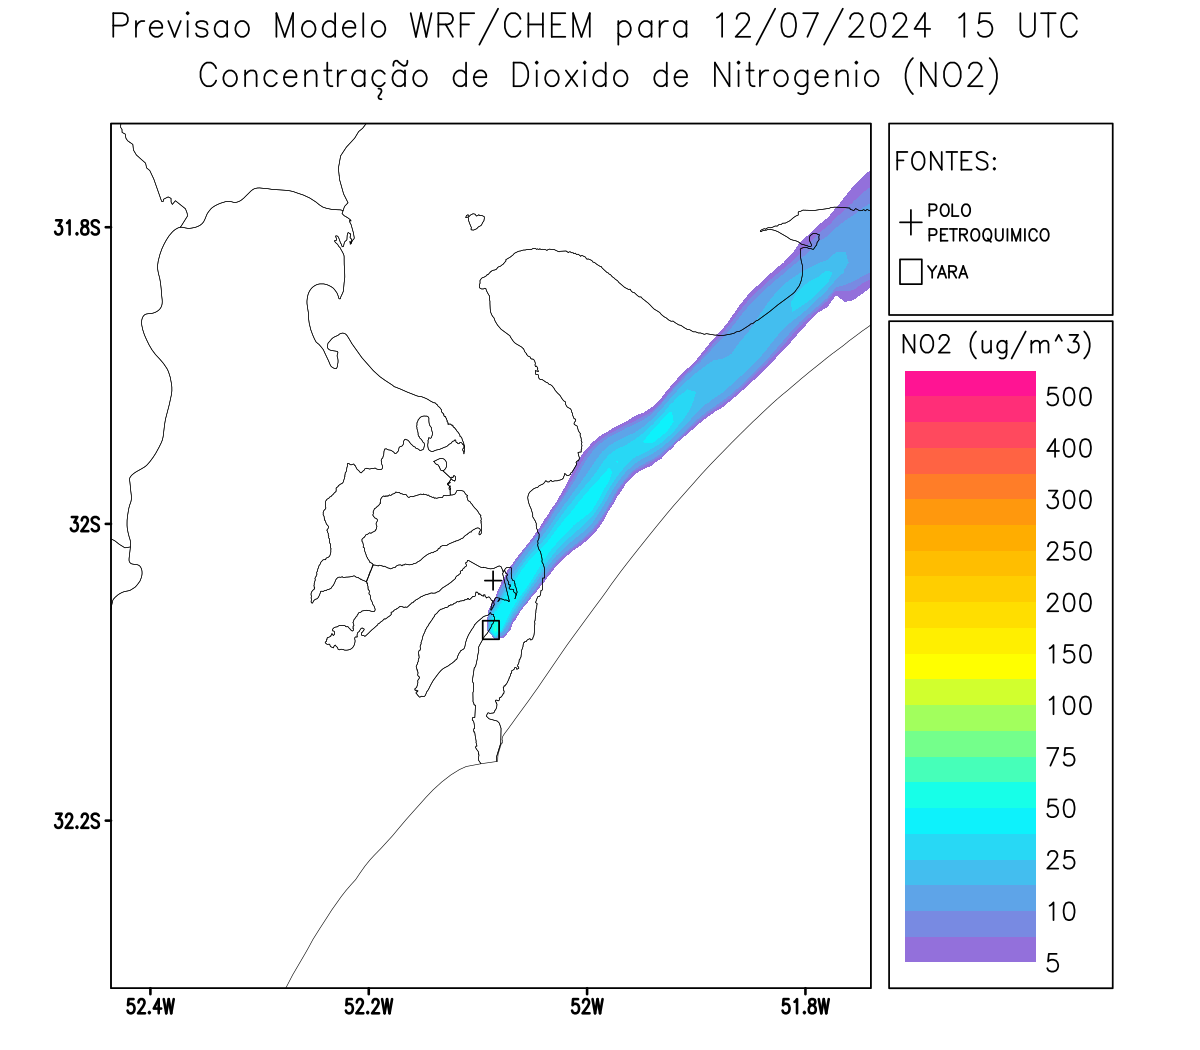 Previsao Modelo WRF/CHEM para 12/07/2024 15 UTC
Concentração de Dioxido de Nitrogenio (NO2)
FONTES:
POLO
PETROQUIMICO
YARA
NO2 (ug/m^3)
500
400
300
250
200
150
100
75
50
25
10
5
31.8S
32S
32.2S
52.4W
52.2W
52W
51.8W